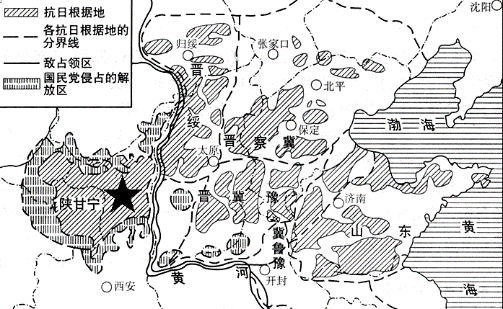 抗日根据地
各抗日根据地的
分界线
敌占领区
国民党侵占的解
放区
沈阳
归绥
张家口
晋
北平
绥
渤海
晋察冀
保定
太原
陕甘宁
晋冀豫
济南
冀鲁豫
山东
黄
海
黄河
开封
西安